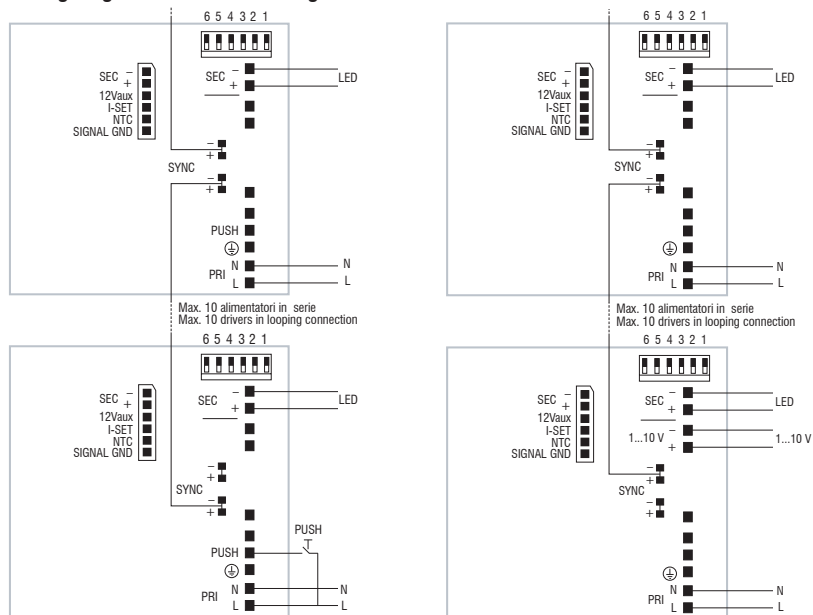 6 5 4 3 2 1
SEC –
+
12Vaux
I-SET
NTC
SIGNAL GND
SEC –
+
LED
–
+
SYNC
–
+
PUSH
N
PRI
L
N
L
Max. 10 alimentatori in serie
Max. 10 drivers in looping connection
6 5 4 3 2 1
SEC –
+
12Vaux
I-SET
NTC
SIGNAL GND
SEC –
+
LED
–
+
SYNC
–
+
PUSH
PUSH
N
PRI
L
N
L
6 5 4 3 2 1
SEC –
+
12Vaux
I-SET
NTC
SIGNAL GND
SEC –
+
LED
–
+
SYNC
–
+
N
PRI
L
N
L
Max. 10 alimentatori in serie
Max. 10 drivers in looping connection
6 5 4 3 2 1
SEC –
+
12Vaux
I-SET
NTC
SIGNAL GND
SEC –
+
LED
–
1...10 V
+
1...10 V
–
+
SYNC
–
+
N
PRI
L
N
L